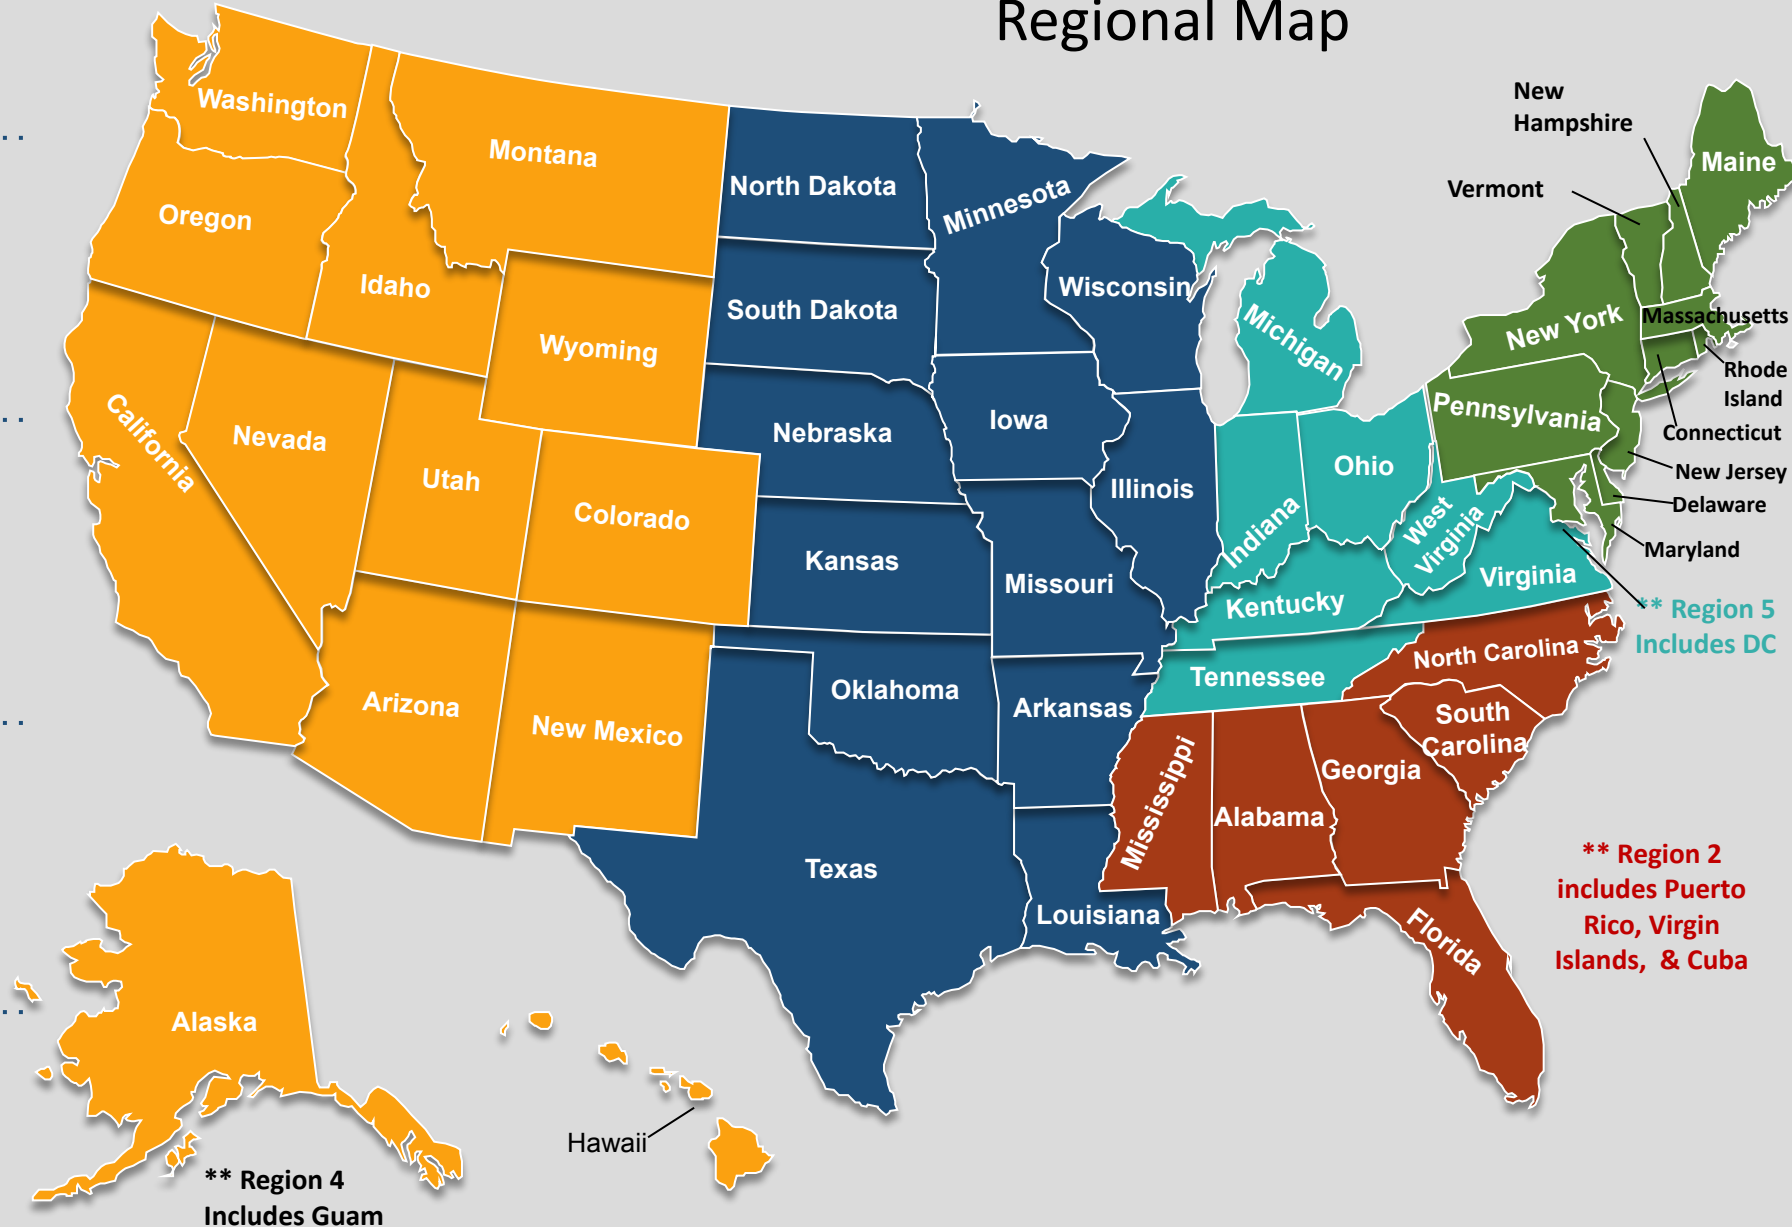 Regional Map
New
Hampshire
Maine
Vermont
Washington
Montana
North Dakota
Minnesota
Oregon
Idaho
Wisconsin
South Dakota
Michigan
New York
Massachusetts
Wyoming
Rhode
Island
California
Nevada
Nebraska
Iowa
Pennsylvania
Connecticut
Utah
Ohio
New Jersey
Colorado
Illinois
Indiana
West
Virginia
Delaware
Kansas
Missouri
Maryland
Virginia
Kentucky
** Region 5
Includes DC
North Carolina
Tennessee
Arizona
Oklahoma
Arkansas
South
Carolina
New Mexico
Mississippi
Georgia
Alabama
Texas
** Region 2
includes Puerto
Rico, Virgin
Islands,  & Cuba
Louisiana
Florida
Alaska
Hawaii
** Region 4
Includes Guam